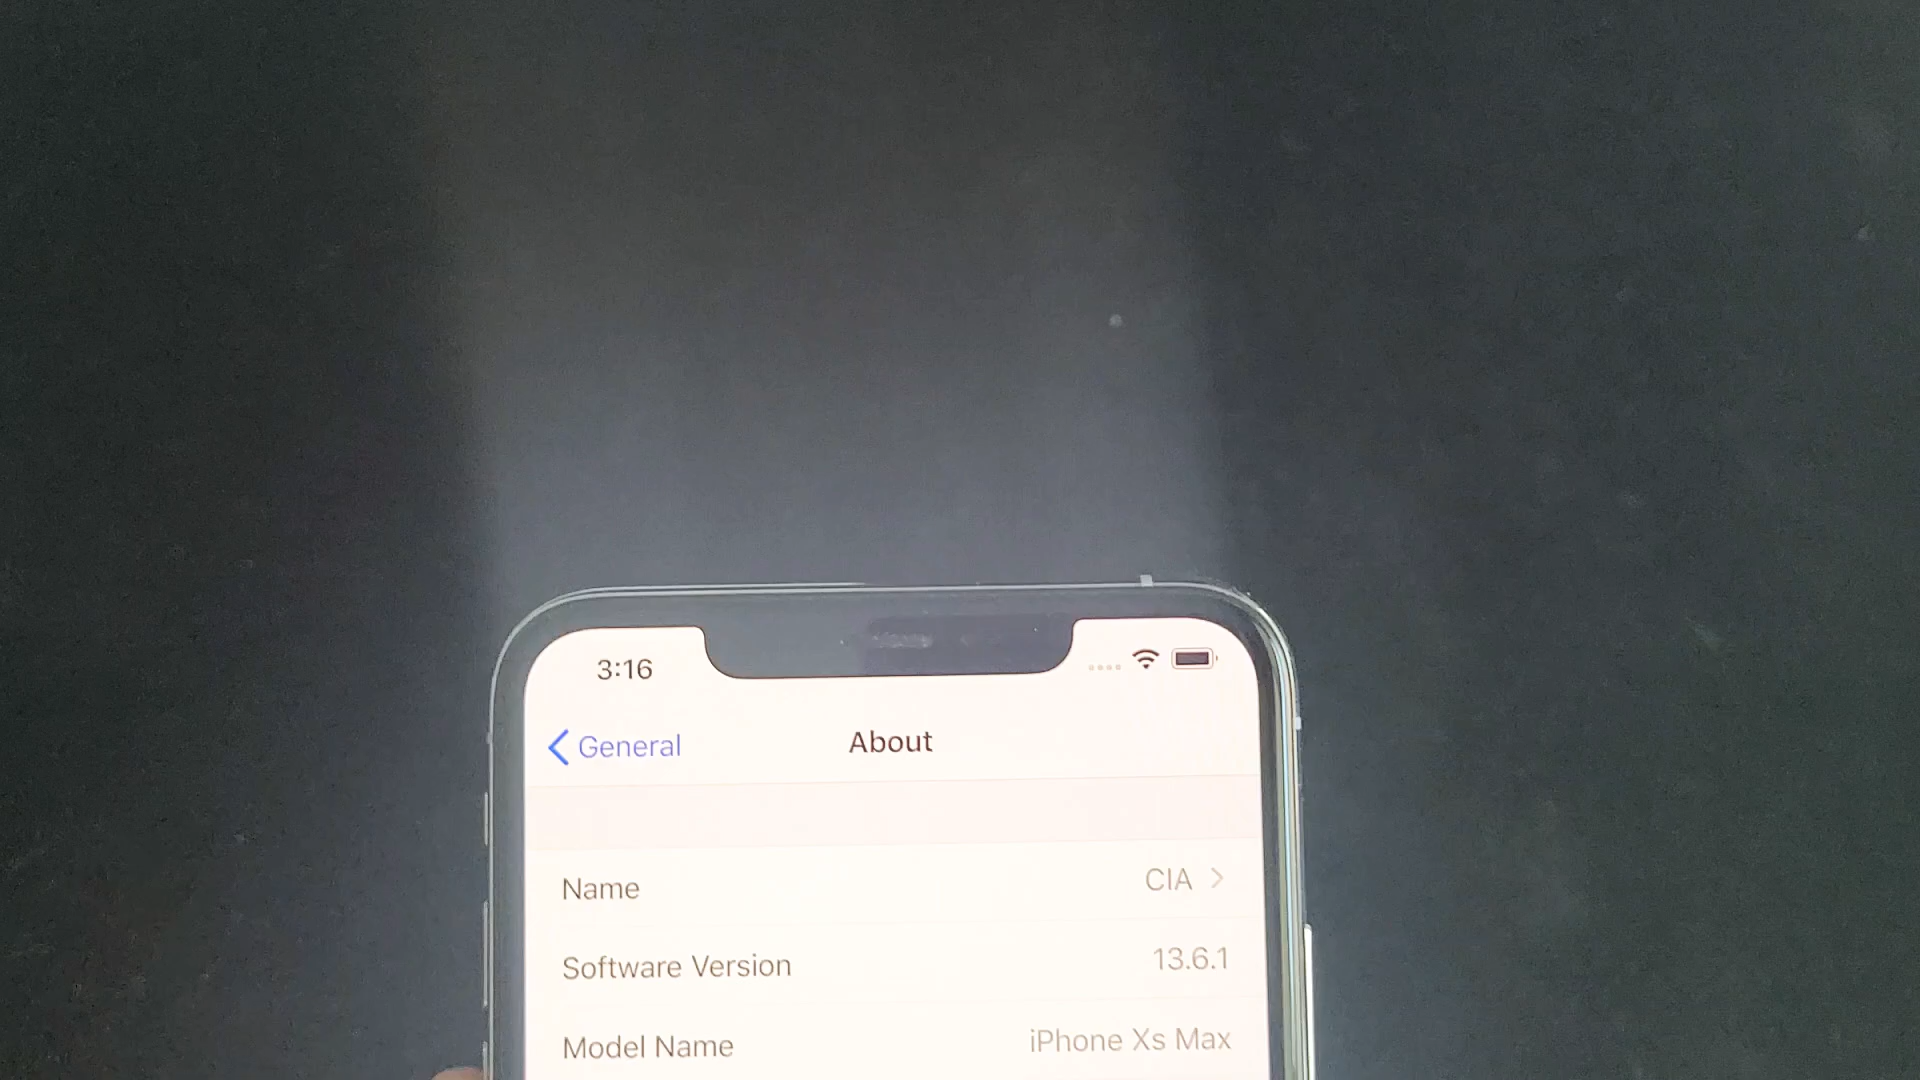 3:16
General
About
Name CIA
Software Version 13.6.1
Model Name iPhone Xs Max